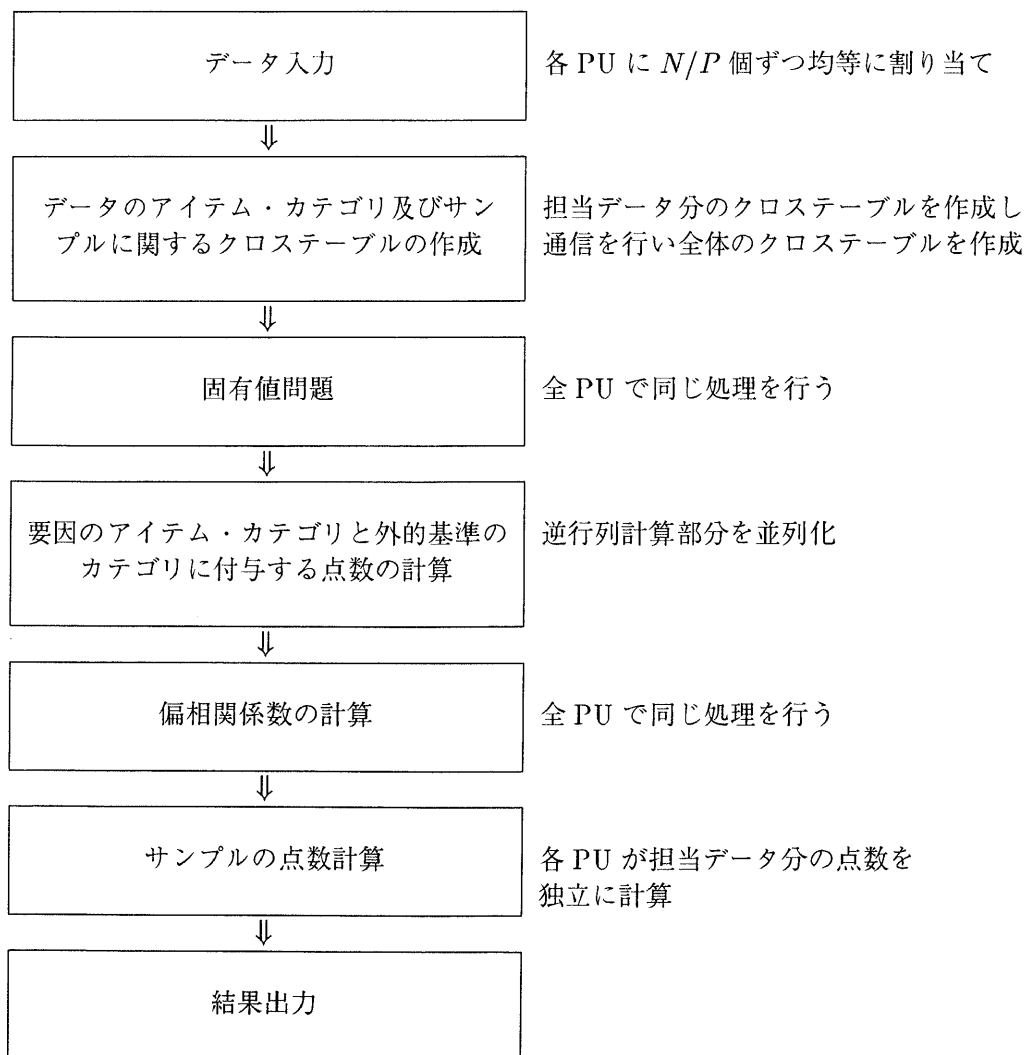 データ入力
各 PU に N/P 個ずつ均等に割り当て
⇓
データのアイテム・カテゴリ及びサン
プルに関するクロステーブルの作成
担当データ分のクロステーブルを作成し
通信を行い全体のクロステーブルを作成
⇓
固有値問題
全 PU で同じ処理を行う
⇓
要因のアイテム・カテゴリと外的基準の
カテゴリに付与する点数の計算
逆行列計算部分を並列化
⇓
偏相関係数の計算
全 PU で同じ処理を行う
⇓
サンプルの点数計算
各 PU が担当データ分の点数を
独立に計算
⇓
結果出力